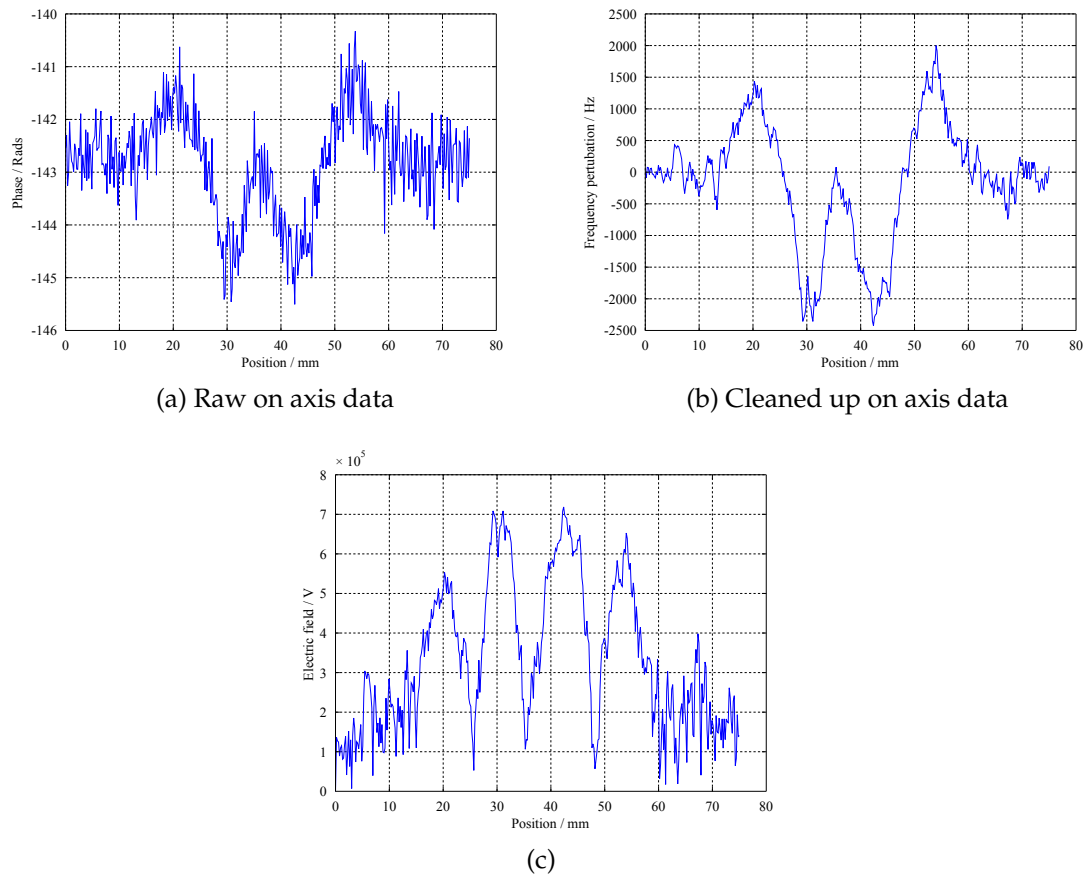 -140
-141
-142
-143
-144
-145
-146
Phase / Rads
0 10 20 30 40 50 60 70 80
Position / mm
(a) Raw on axis data
2500
2000
1500
1000
500
0
-500
-1000
-1500
-2000
-2500
Frequency pertubation / Hz
0 10 20 30 40 50 60 70 80
Position / mm
(b) Cleaned up on axis data
× 10⁵
8
7
6
5
4
3
2
1
0
Electric field / V
0 10 20 30 40 50 60 70 80
Position / mm
(c)